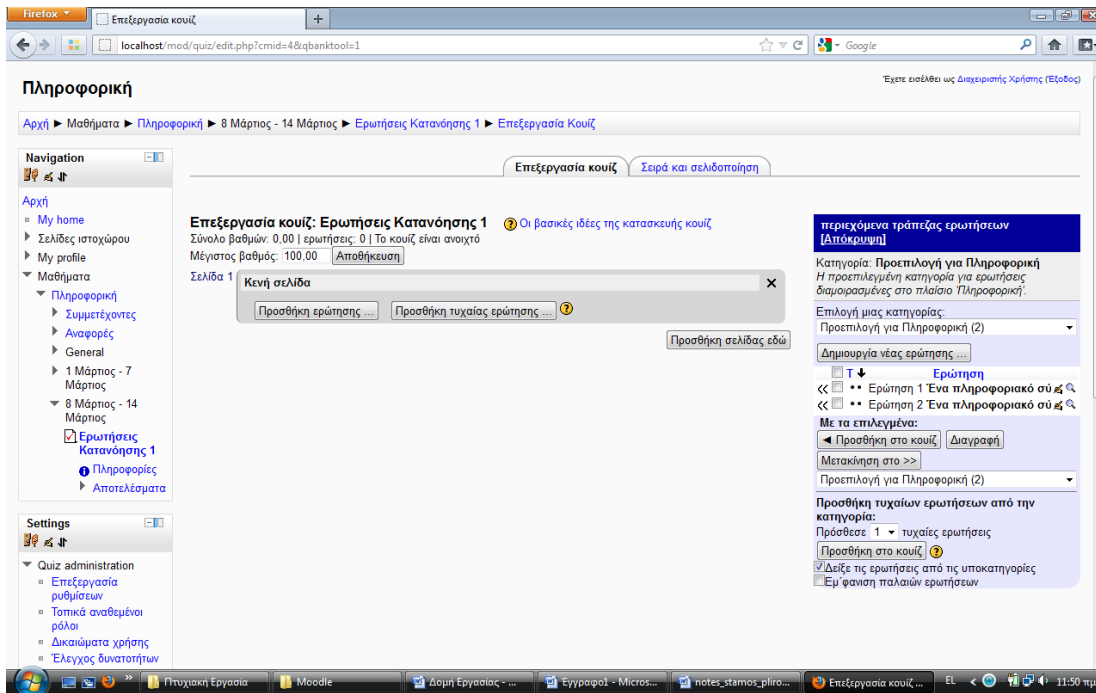 Firefox
Επεξεργασία κουίζ
localhost/mod/quiz/edit.php?cmid=4&qbanktool=1
Google
Πληροφορική
Έχετε εισέλθει ως Διαχειριστής Χρήστης (Έξοδος)
Αρχή ► Μαθήματα ► Πληροφορική ► 8 Μάρτιος - 14 Μάρτιος ► Ερωτήσεις Κατανόησης 1 ► Επεξεργασία Κουίζ
Navigation
Αρχή
My home
Σελίδες ιστοχώρου
My profile
Μαθήματα
Πληροφορική
Συμμετέχοντες
Αναφορές
General
1 Μάρτιος - 7
Μάρτιος
8 Μάρτιος - 14
Μάρτιος
Ερωτήσεις
Κατανόησης 1
Πληροφορίες
Αποτελέσματα
Settings
Quiz administration
Επεξεργασία
ρυθμίσεων
Τοπικά αναθεμένοι
ρόλοι
Δικαιώματα χρήσης
Έλεγχος δυνατοτήτων
Επεξεργασία κουίζ
Σειρά και σελιδοποίηση
Επεξεργασία κουίζ: Ερωτήσεις Κατανόησης 1
Οι βασικές ιδέες της κατασκευής κουίζ
Σύνολο βαθμών: 0,00 | ερωτήσεις: 0 | Το κουίζ είναι ανοιχτό
Μέγιστος βαθμός: 100,00 Αποθήκευση
Σελίδα 1
Κενή σελίδα
Προσθήκη ερώτησης ... Προσθήκη τυχαίας ερώτησης ...
Προσθήκη σελίδας εδώ
περιεχόμενα τράπεζας ερωτήσεων
[Απόκρυψη]
Κατηγορία: Προεπιλογή για Πληροφορική
Η προεπιλεγμένη κατηγορία για ερωτήσεις
διαμοιρασμένες στο πλαίσιο 'Πληροφορική'.
Επιλογή μιας κατηγορίας:
Προεπιλογή για Πληροφορική (2)
Δημιουργία νέας ερώτησης ...
T Ερώτηση
Ερώτηση 1 Ένα πληροφοριακό σύ
Ερώτηση 2 Ένα πληροφοριακό σύ
Με τα επιλεγμένα:
◄ Προσθήκη στο κουίζ Διαγραφή
Μετακίνηση στο >>
Προεπιλογή για Πληροφορική (2)
Προσθήκη τυχαίων ερωτήσεων από την
κατηγορία:
Πρόσθεσε 1 τυχαίες ερωτήσεις
Προσθήκη στο κουίζ
Δείξε τις ερωτήσεις από τις υποκατηγορίες
Εμ΄φανιση παλαιών ερωτήσεων
Πτυχιακή Εργασία
Moodle
Δομή Εργασίας - ...
Έγγραφο1 - Micros...
notes_stamos_pliro...
Επεξεργασία κουίζ ...
EL
11:50 πμ